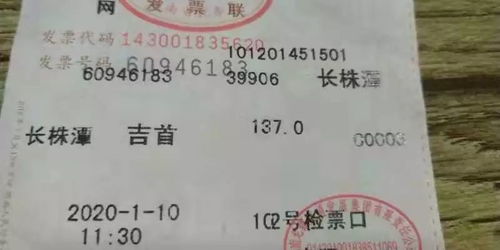 网 发票联
发票代码 143001835620
101201451501
发票号码 60946183
60946183 39906 长株潭
长株潭 吉首 137.0 00003
2020-1-10 102号检票口
11:30